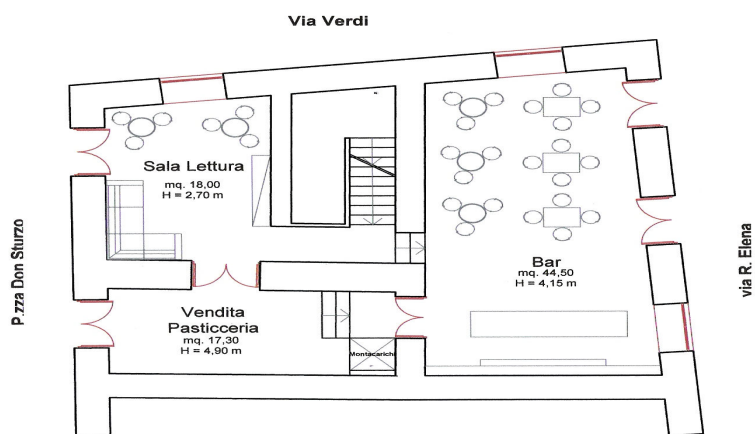 Via Verdi
Sala Lettura
mq. 18,00
H = 2,70 m
P.zza Don Sturzo
via R. Elena
Bar
mq. 44,50
H = 4,15 m
Vendita
Pasticceria
mq. 17,30
H = 4,90 m
Montacarichi